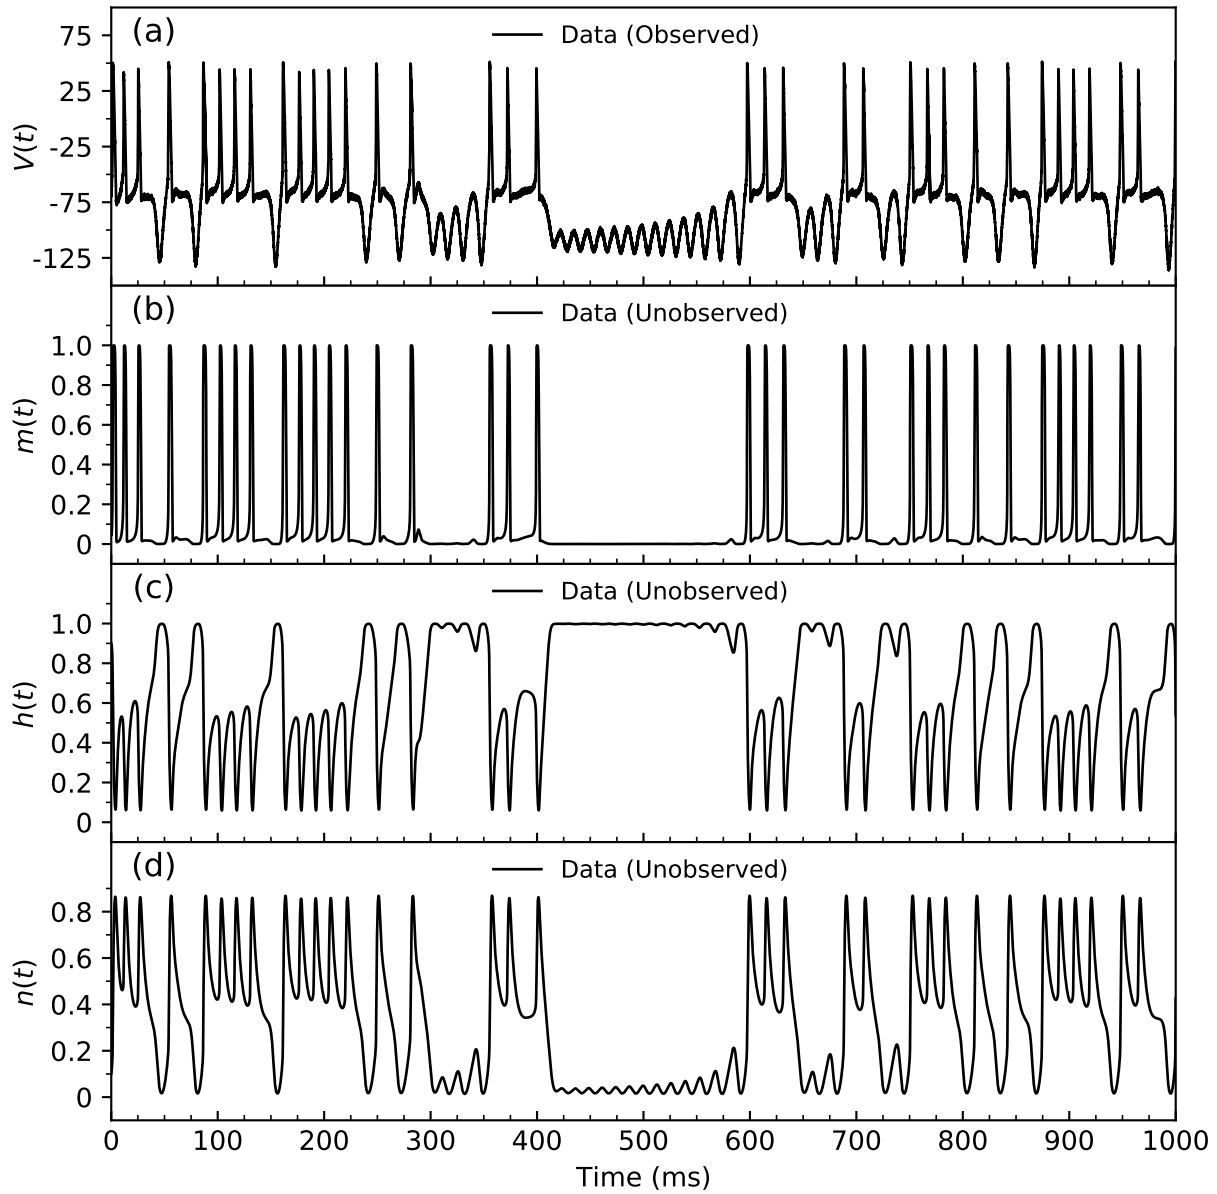 (a)
Data (Observed)
75
25
-25
-75
-125
V(t)
(b)
Data (Unobserved)
1.0
0.8
0.6
0.4
0.2
0
m(t)
(c)
Data (Unobserved)
1.0
0.8
0.6
0.4
0.2
0
h(t)
(d)
Data (Unobserved)
0.8
0.6
0.4
0.2
0
n(t)
0 100 200 300 400 500 600 700 800 900 1000
Time (ms)